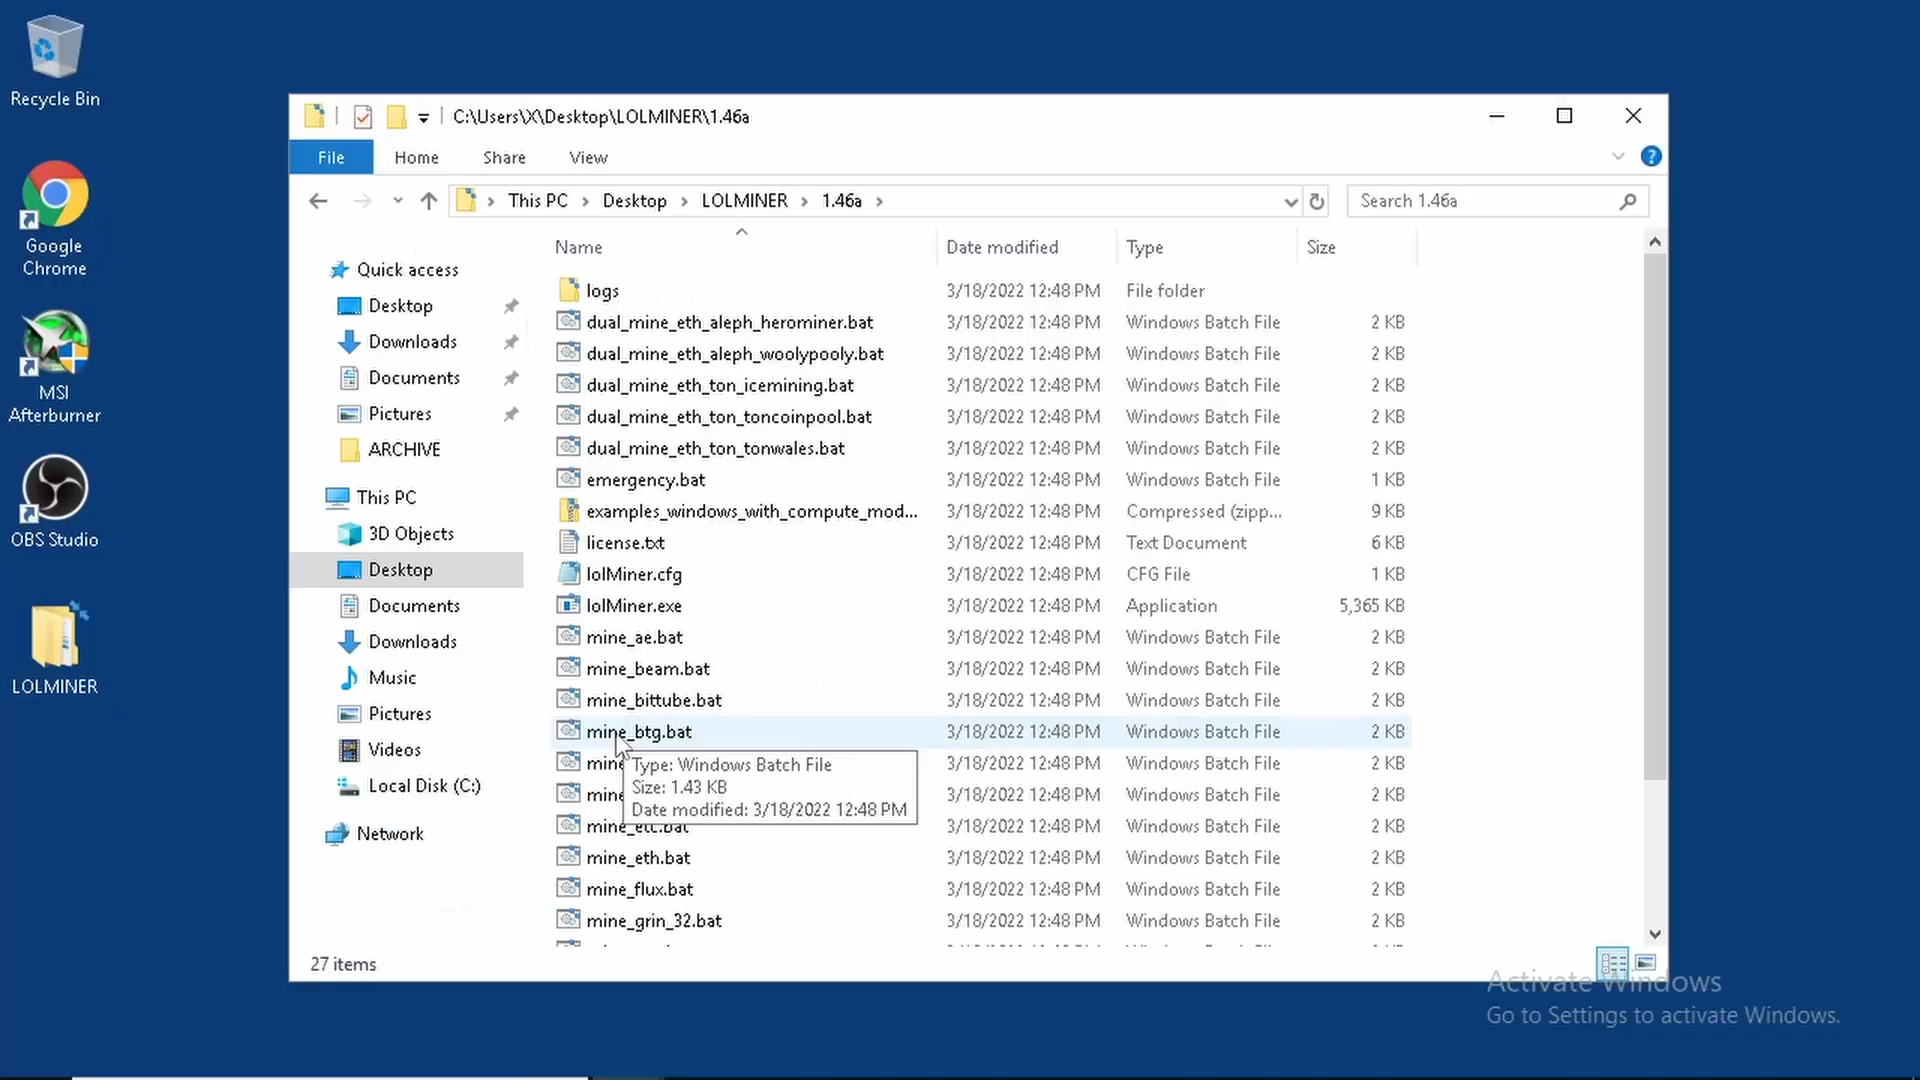 Recycle Bin
Google
Chrome
MSI
Afterburner
OBS Studio
LOLMINER
C:\Users\X\Desktop\LOLMINER\1.46a
File Home Share View
This PC Desktop LOLMINER 1.46a
Search 1.46a
Quick access
Desktop
Downloads
Documents
Pictures
ARCHIVE
This PC
3D Objects
Desktop
Documents
Downloads
Music
Pictures
Videos
Local Disk (C:)
Network
Name Date modified Type Size
logs 3/18/2022 12:48 PM File folder
dual_mine_eth_aleph_herominer.bat 3/18/2022 12:48 PM Windows Batch File 2 KB
dual_mine_eth_aleph_woolypooly.bat 3/18/2022 12:48 PM Windows Batch File 2 KB
dual_mine_eth_ton_icemining.bat 3/18/2022 12:48 PM Windows Batch File 2 KB
dual_mine_eth_ton_toncoinpool.bat 3/18/2022 12:48 PM Windows Batch File 2 KB
dual_mine_eth_ton_tonwales.bat 3/18/2022 12:48 PM Windows Batch File 2 KB
emergency.bat 3/18/2022 12:48 PM Windows Batch File 1 KB
examples_windows_with_compute_mod... 3/18/2022 12:48 PM Compressed (zipp... 9 KB
license.txt 3/18/2022 12:48 PM Text Document 6 KB
lolMiner.cfg 3/18/2022 12:48 PM CFG File 1 KB
lolMiner.exe 3/18/2022 12:48 PM Application 5,365 KB
mine_ae.bat 3/18/2022 12:48 PM Windows Batch File 2 KB
mine_beam.bat 3/18/2022 12:48 PM Windows Batch File 2 KB
mine_bittube.bat 3/18/2022 12:48 PM Windows Batch File 2 KB
mine_btg.bat 3/18/2022 12:48 PM Windows Batch File 2 KB
mine 3/18/2022 12:48 PM Windows Batch File 2 KB
Type: Windows Batch File
Size: 1.43 KB
Date modified: 3/18/2022 12:48 PM
mine 3/18/2022 12:48 PM Windows Batch File 2 KB
mine_etc.bat 3/18/2022 12:48 PM Windows Batch File 2 KB
mine_eth.bat 3/18/2022 12:48 PM Windows Batch File 2 KB
mine_flux.bat 3/18/2022 12:48 PM Windows Batch File 2 KB
mine_grin_32.bat 3/18/2022 12:48 PM Windows Batch File 2 KB
27 items
Activate Windows
Go to Settings to activate Windows.